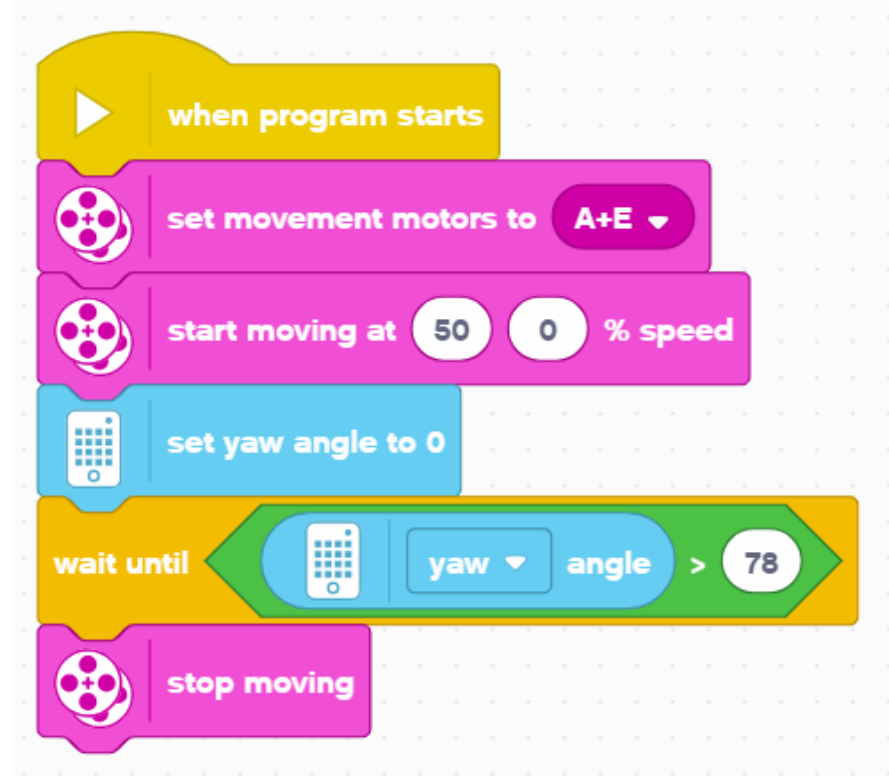 when program starts
set movement motors to A+E
start moving at 50 0 % speed
set yaw angle to 0
wait until yaw angle > 78
stop moving